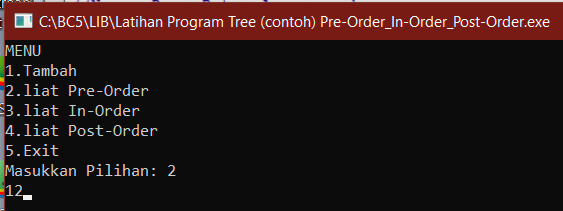 C:\BC5\LIB\Latihan Program Tree (contoh) Pre-Order_In-Order_Post-Order.exe
MENU
1.Tambah
2.liat Pre-Order
3.liat In-Order
4.liat Post-Order
5.Exit
Masukkan Pilihan: 2
12